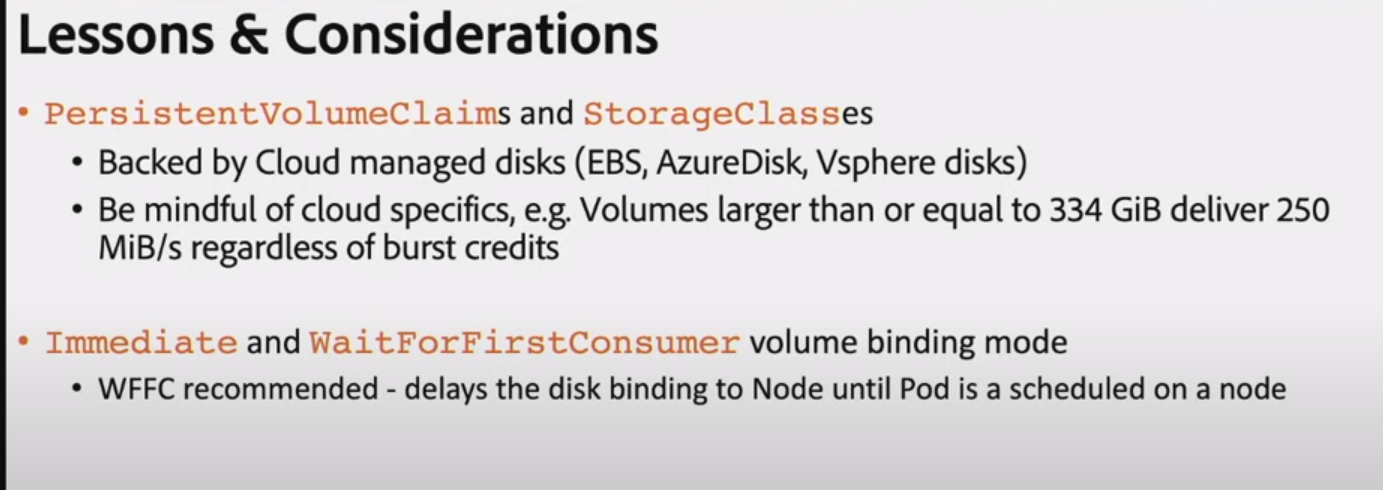 Lessons & Considerations
• PersistentVolumeClaims and StorageClasses
• Backed by Cloud managed disks (EBS, AzureDisk, Vsphere disks)
• Be mindful of cloud specifics, e.g. Volumes larger than or equal to 334 GiB deliver 250
MiB/s regardless of burst credits
• Immediate and WaitForFirstConsumer volume binding mode
• WFFC recommended - delays the disk binding to Node until Pod is a scheduled on a node